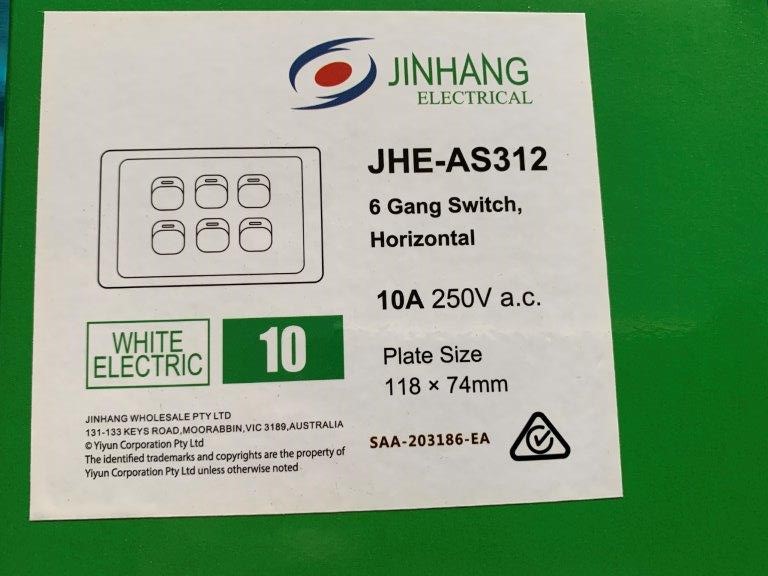 JINHANG
ELECTRICAL
JHE-AS312
6 Gang Switch,
Horizontal
10A 250V a.c.
WHITE
ELECTRIC
10
Plate Size
118 × 74mm
JINHANG WHOLESALE PTY LTD
131-133 KEYS ROAD,MOORABBIN,VIC 3189,AUSTRALIA
© Yiyun Corporation Pty Ltd
The identified trademarks and copyrights are the property of
Yiyun Corporation Pty Ltd unless otherwise noted
SAA-203186-EA